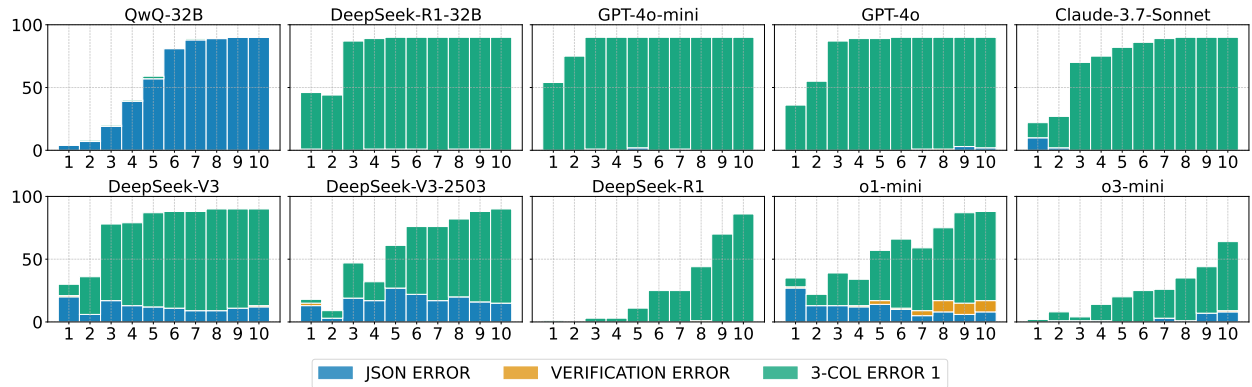 QwQ-32B DeepSeek-R1-32B GPT-4o-mini GPT-4o Claude-3.7-Sonnet
100
50
0
1 2 3 4 5 6 7 8 9 10 1 2 3 4 5 6 7 8 9 10 1 2 3 4 5 6 7 8 9 10 1 2 3 4 5 6 7 8 9 10 1 2 3 4 5 6 7 8 9 10
DeepSeek-V3 DeepSeek-V3-2503 DeepSeek-R1 o1-mini o3-mini
100
50
0
1 2 3 4 5 6 7 8 9 10 1 2 3 4 5 6 7 8 9 10 1 2 3 4 5 6 7 8 9 10 1 2 3 4 5 6 7 8 9 10 1 2 3 4 5 6 7 8 9 10
JSON ERROR VERIFICATION ERROR 3-COL ERROR 1